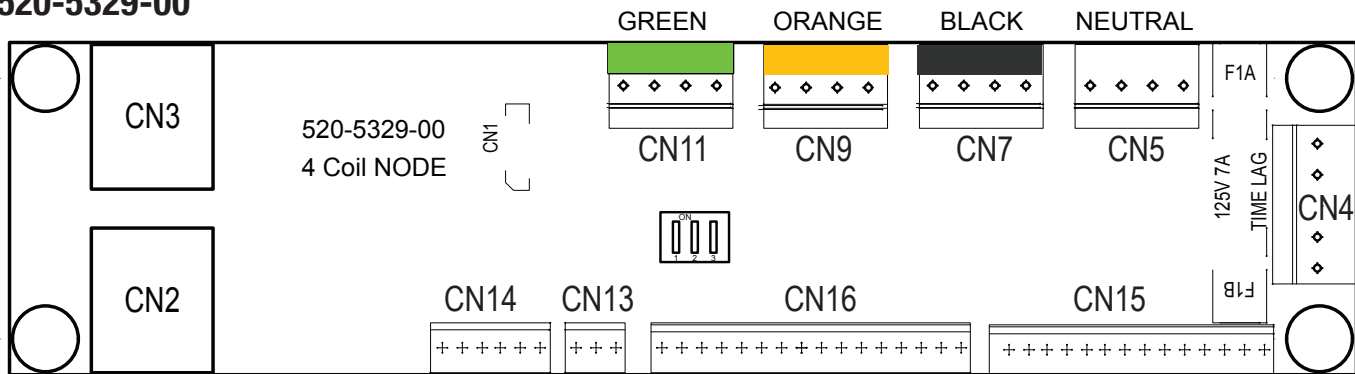 520-5329-00
GREEN ORANGE BLACK NEUTRAL
CN3
520-5329-00
4 Coil NODE
CN1
CN11 CN9 CN7 CN5
F1A
125V 7A
TIME LAG
CN4
F1B
ON
1 2 3
CN2
CN14 CN13 CN16 CN15